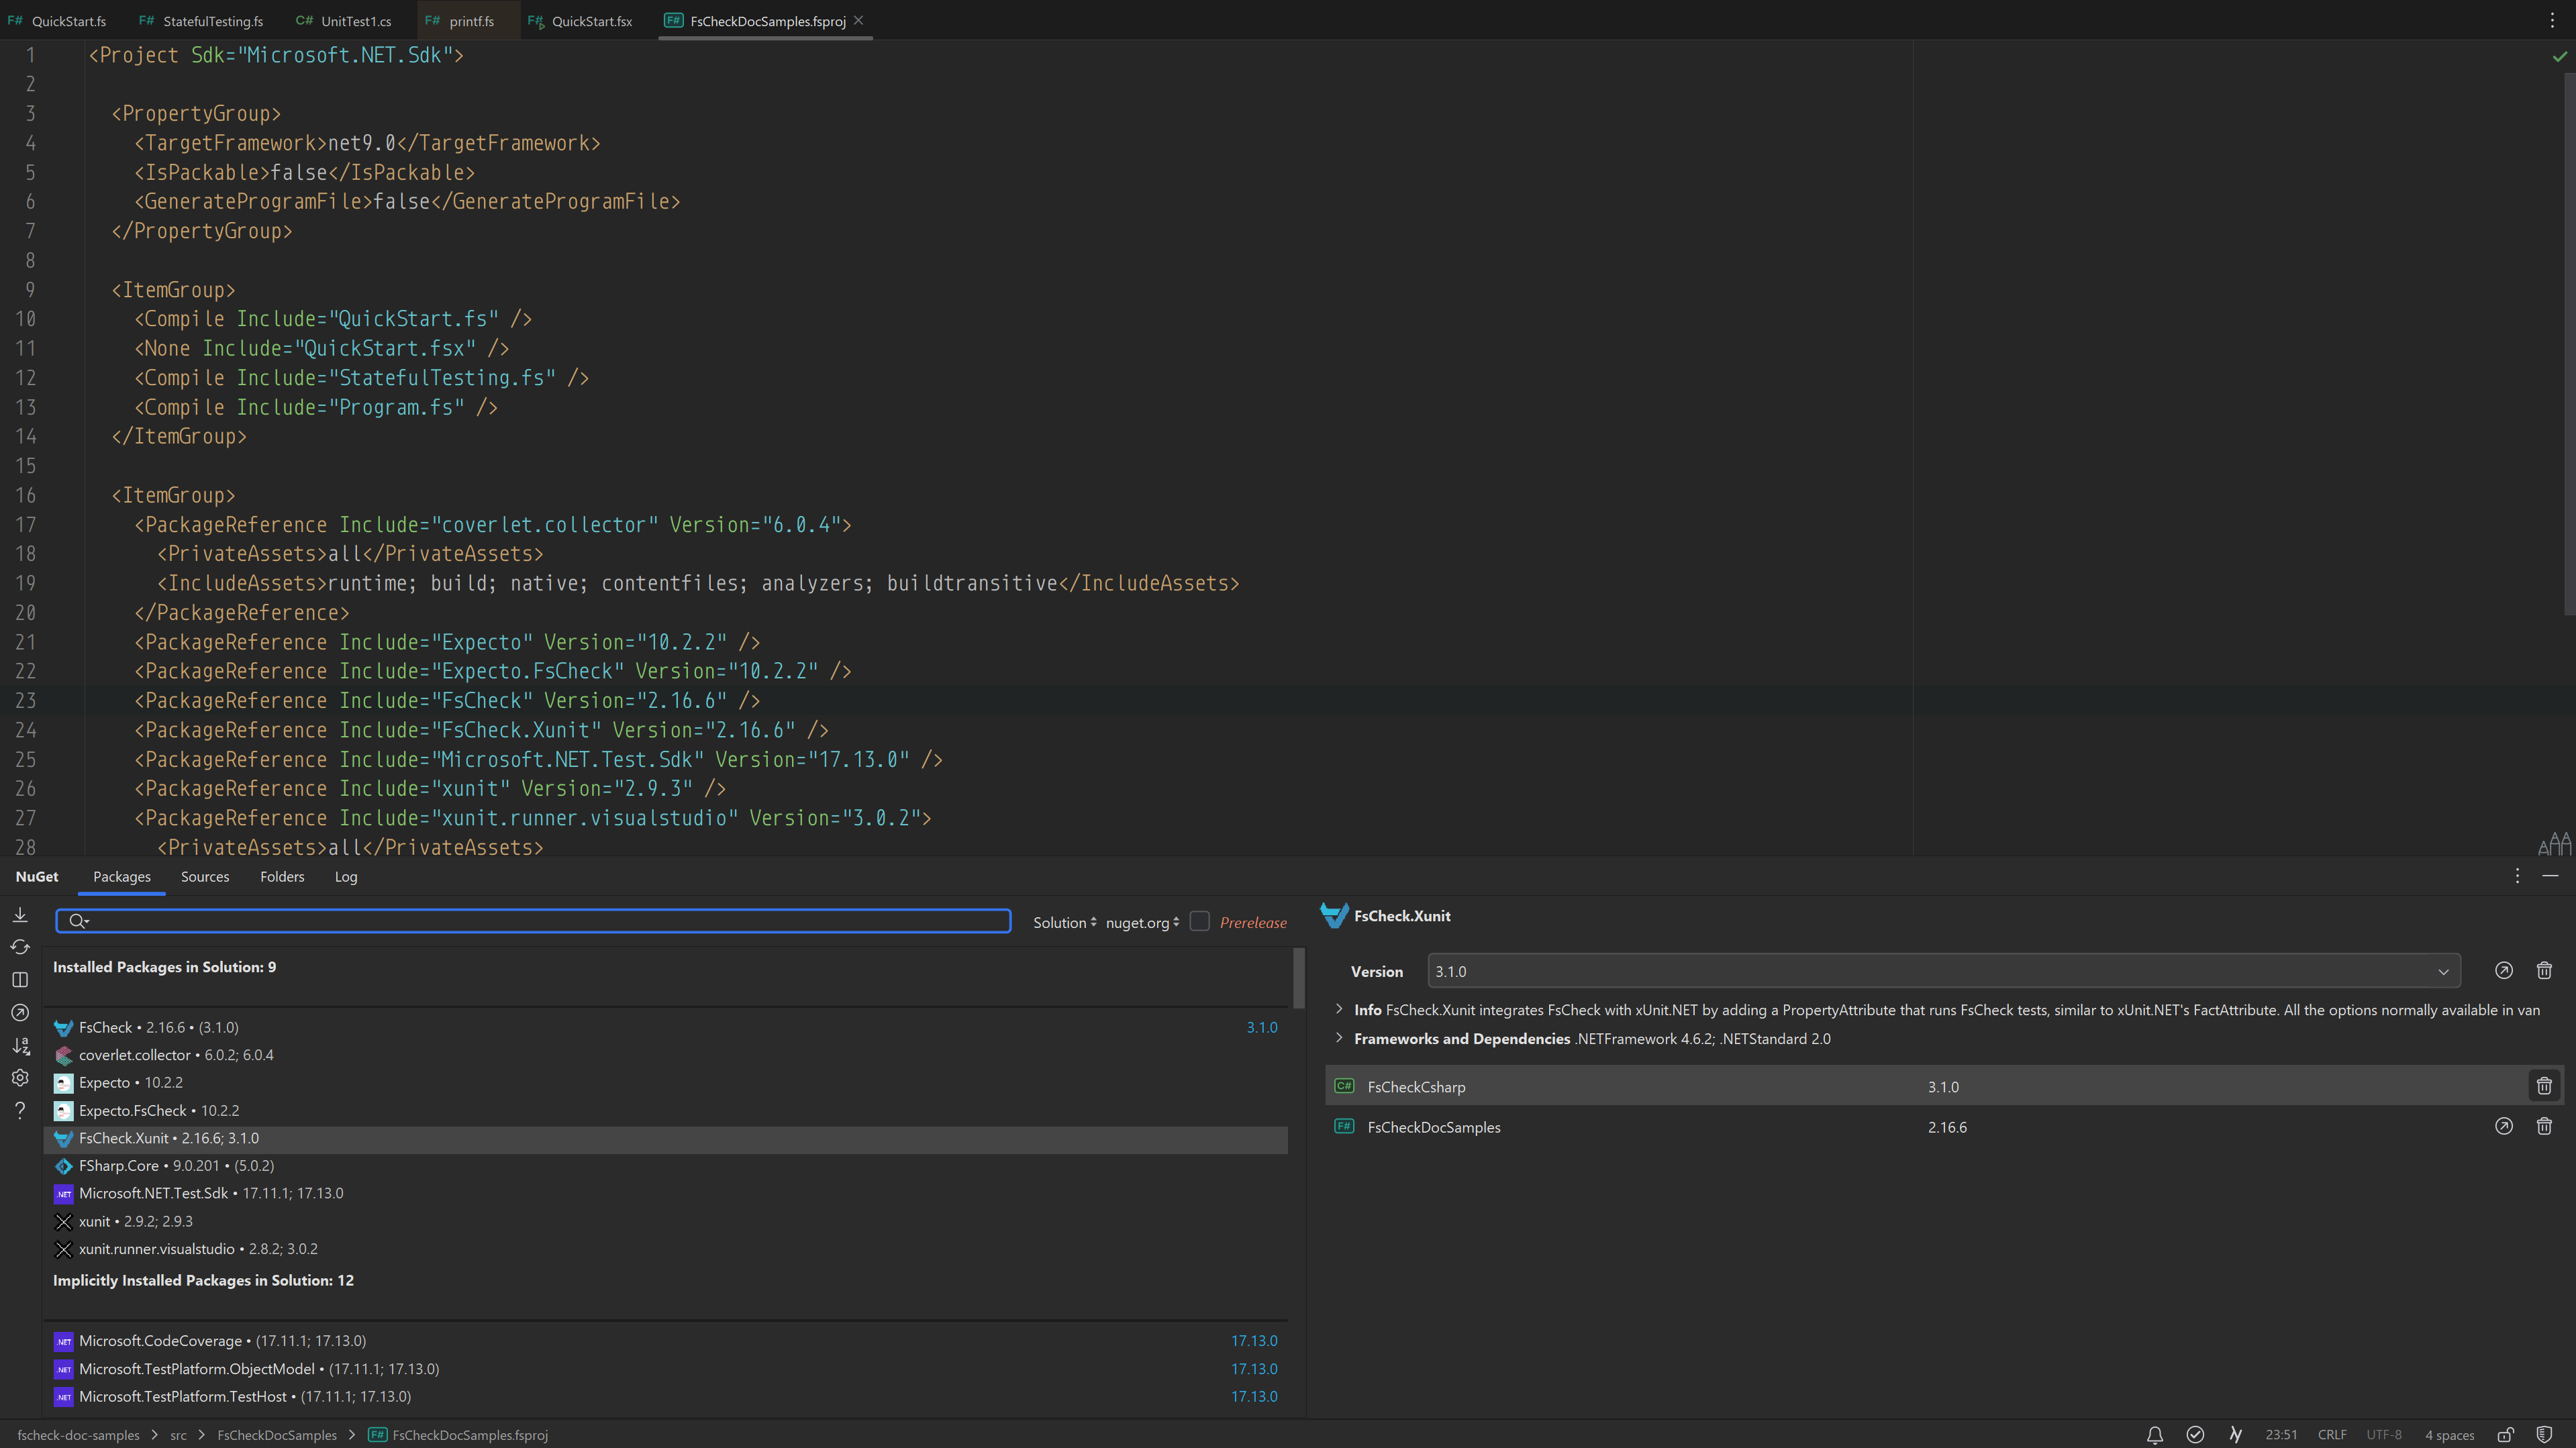 QuickStart.fs StatefulTesting.fs UnitTest1.cs printf.fs QuickStart.fsx FsCheckDocSamples.fsproj
1 <Project Sdk="Microsoft.NET.Sdk">
2
3 <PropertyGroup>
4 <TargetFramework>net9.0</TargetFramework>
5 <IsPackable>false</IsPackable>
6 <GenerateProgramFile>false</GenerateProgramFile>
7 </PropertyGroup>
8
9 <ItemGroup>
10 <Compile Include="QuickStart.fs" />
11 <None Include="QuickStart.fsx" />
12 <Compile Include="StatefulTesting.fs" />
13 <Compile Include="Program.fs" />
14 </ItemGroup>
15
16 <ItemGroup>
17 <PackageReference Include="coverlet.collector" Version="6.0.4">
18 <PrivateAssets>all</PrivateAssets>
19 <IncludeAssets>runtime; build; native; contentfiles; analyzers; buildtransitive</IncludeAssets>
20 </PackageReference>
21 <PackageReference Include="Expecto" Version="10.2.2" />
22 <PackageReference Include="Expecto.FsCheck" Version="10.2.2" />
23 <PackageReference Include="FsCheck" Version="2.16.6" />
24 <PackageReference Include="FsCheck.Xunit" Version="2.16.6" />
25 <PackageReference Include="Microsoft.NET.Test.Sdk" Version="17.13.0" />
26 <PackageReference Include="xunit" Version="2.9.3" />
27 <PackageReference Include="xunit.runner.visualstudio" Version="3.0.2">
28 <PrivateAssets>all</PrivateAssets>
NuGet Packages Sources Folders Log
Solution nuget.org Prerelease
Installed Packages in Solution: 9
FsCheck • 2.16.6 • (3.1.0) 3.1.0
coverlet.collector • 6.0.2; 6.0.4
Expecto • 10.2.2
Expecto.FsCheck • 10.2.2
FsCheck.Xunit • 2.16.6; 3.1.0
FSharp.Core • 9.0.201 • (5.0.2)
Microsoft.NET.Test.Sdk • 17.11.1; 17.13.0
xunit • 2.9.2; 2.9.3
xunit.runner.visualstudio • 2.8.2; 3.0.2
Implicitly Installed Packages in Solution: 12
Microsoft.CodeCoverage • (17.11.1; 17.13.0) 17.13.0
Microsoft.TestPlatform.ObjectModel • (17.11.1; 17.13.0) 17.13.0
Microsoft.TestPlatform.TestHost • (17.11.1; 17.13.0) 17.13.0
FsCheck.Xunit
Version 3.1.0
Info FsCheck.Xunit integrates FsCheck with xUnit.NET by adding a PropertyAttribute that runs FsCheck tests, similar to xUnit.NET's FactAttribute. All the options normally available in van
Frameworks and Dependencies .NETFramework 4.6.2; .NETStandard 2.0
C# FsCheckCsharp 3.1.0
F# FsCheckDocSamples 2.16.6
fscheck-doc-samples > src > FsCheckDocSamples > F# FsCheckDocSamples.fsproj
23:51 CRLF UTF-8 4 spaces